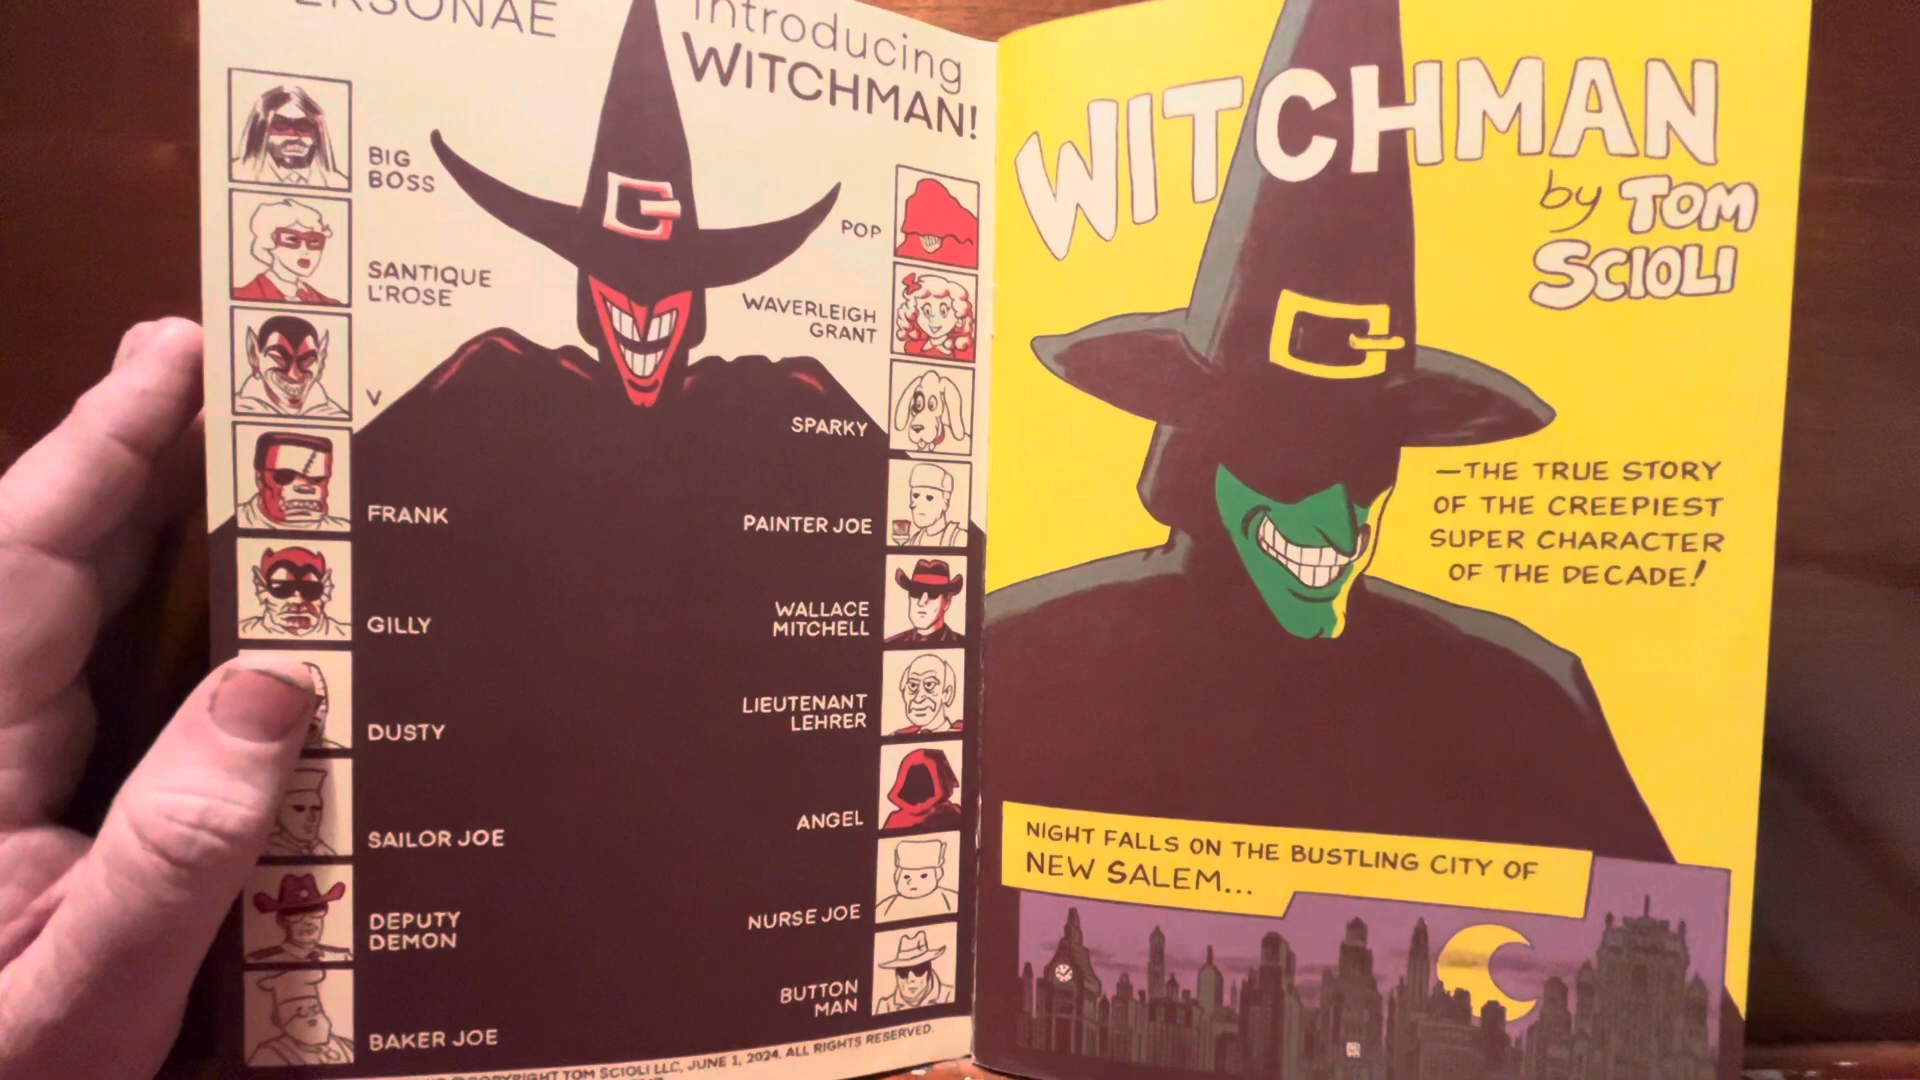 ERSONAE
Introducing
WITCHMAN!
BIG
BOSS
SANTIQUE
L'ROSE
V
FRANK
GILLY
DUSTY
SAILOR JOE
DEPUTY
DEMON
BAKER JOE
POP
WAVERLEIGH
GRANT
SPARKY
PAINTER JOE
WALLACE
MITCHELL
LIEUTENANT
LEHRER
ANGEL
NURSE JOE
BUTTON
MAN
COPYRIGHT TOM SCIOLI LLC, JUNE 1, 2024. ALL RIGHTS RESERVED.
WITCHMAN
by TOM
SCIOLI
—THE TRUE STORY
OF THE CREEPIEST
SUPER CHARACTER
OF THE DECADE!
NIGHT FALLS ON THE BUSTLING CITY OF
NEW SALEM...